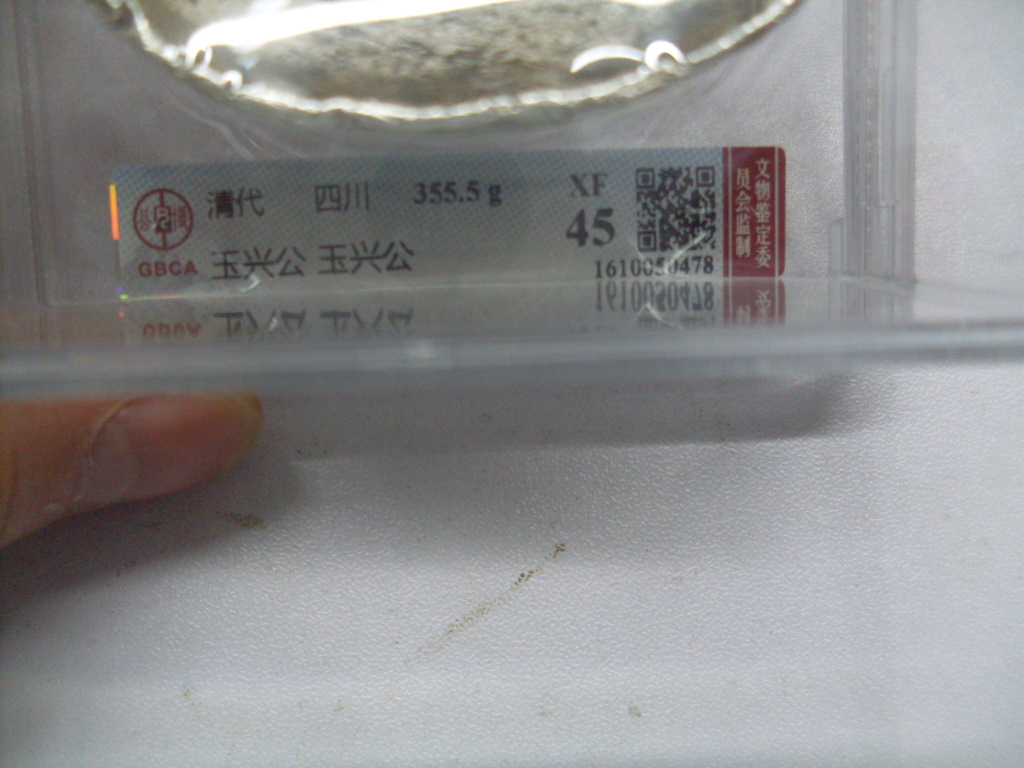 清代 四川 355.5 g XF
45
GBCA 玉兴公 玉兴公
1610050478
文物鉴定委
员会监制